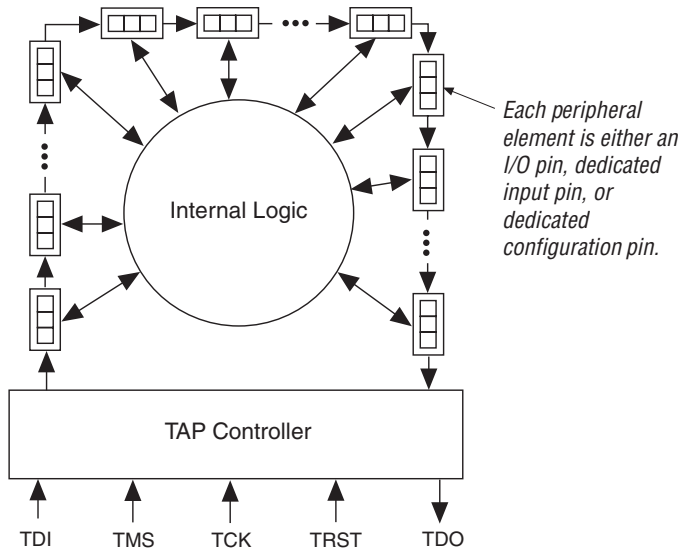 Each peripheral
element is either an
I/O pin, dedicated
input pin, or
dedicated
configuration pin.
Internal Logic
TAP Controller
TDI TMS TCK TRST TDO